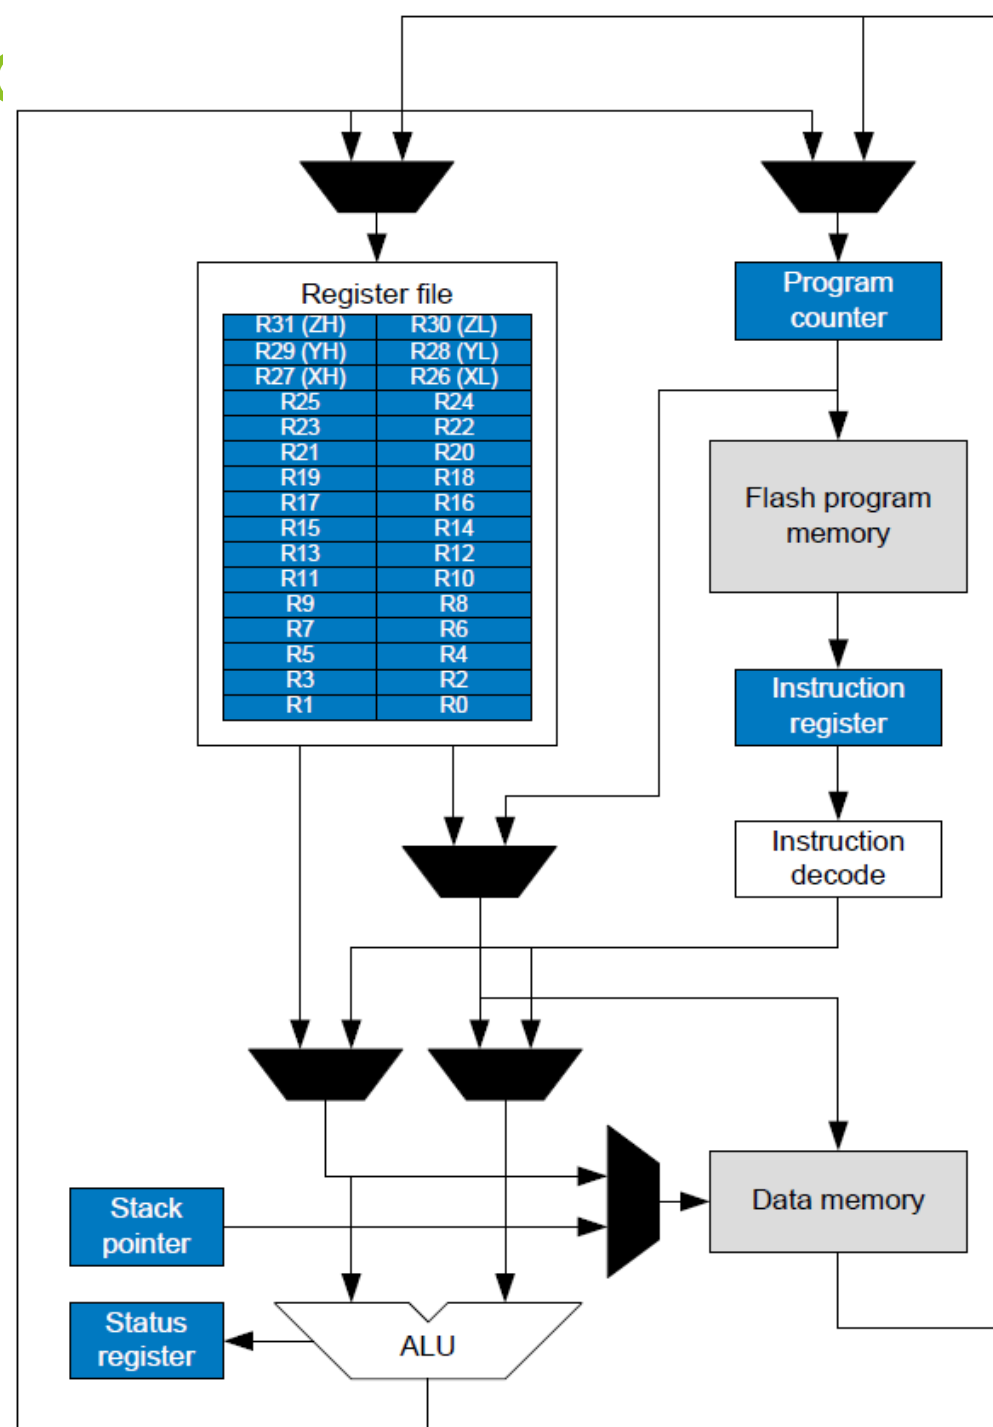 Register file
R31 (ZH) R30 (ZL)
R29 (YH) R28 (YL)
R27 (XH) R26 (XL)
R25 R24
R23 R22
R21 R20
R19 R18
R17 R16
R15 R14
R13 R12
R11 R10
R9 R8
R7 R6
R5 R4
R3 R2
R1 R0
Program
counter
Flash program
memory
Instruction
register
Instruction
decode
Stack
pointer
Data memory
Status
register
ALU